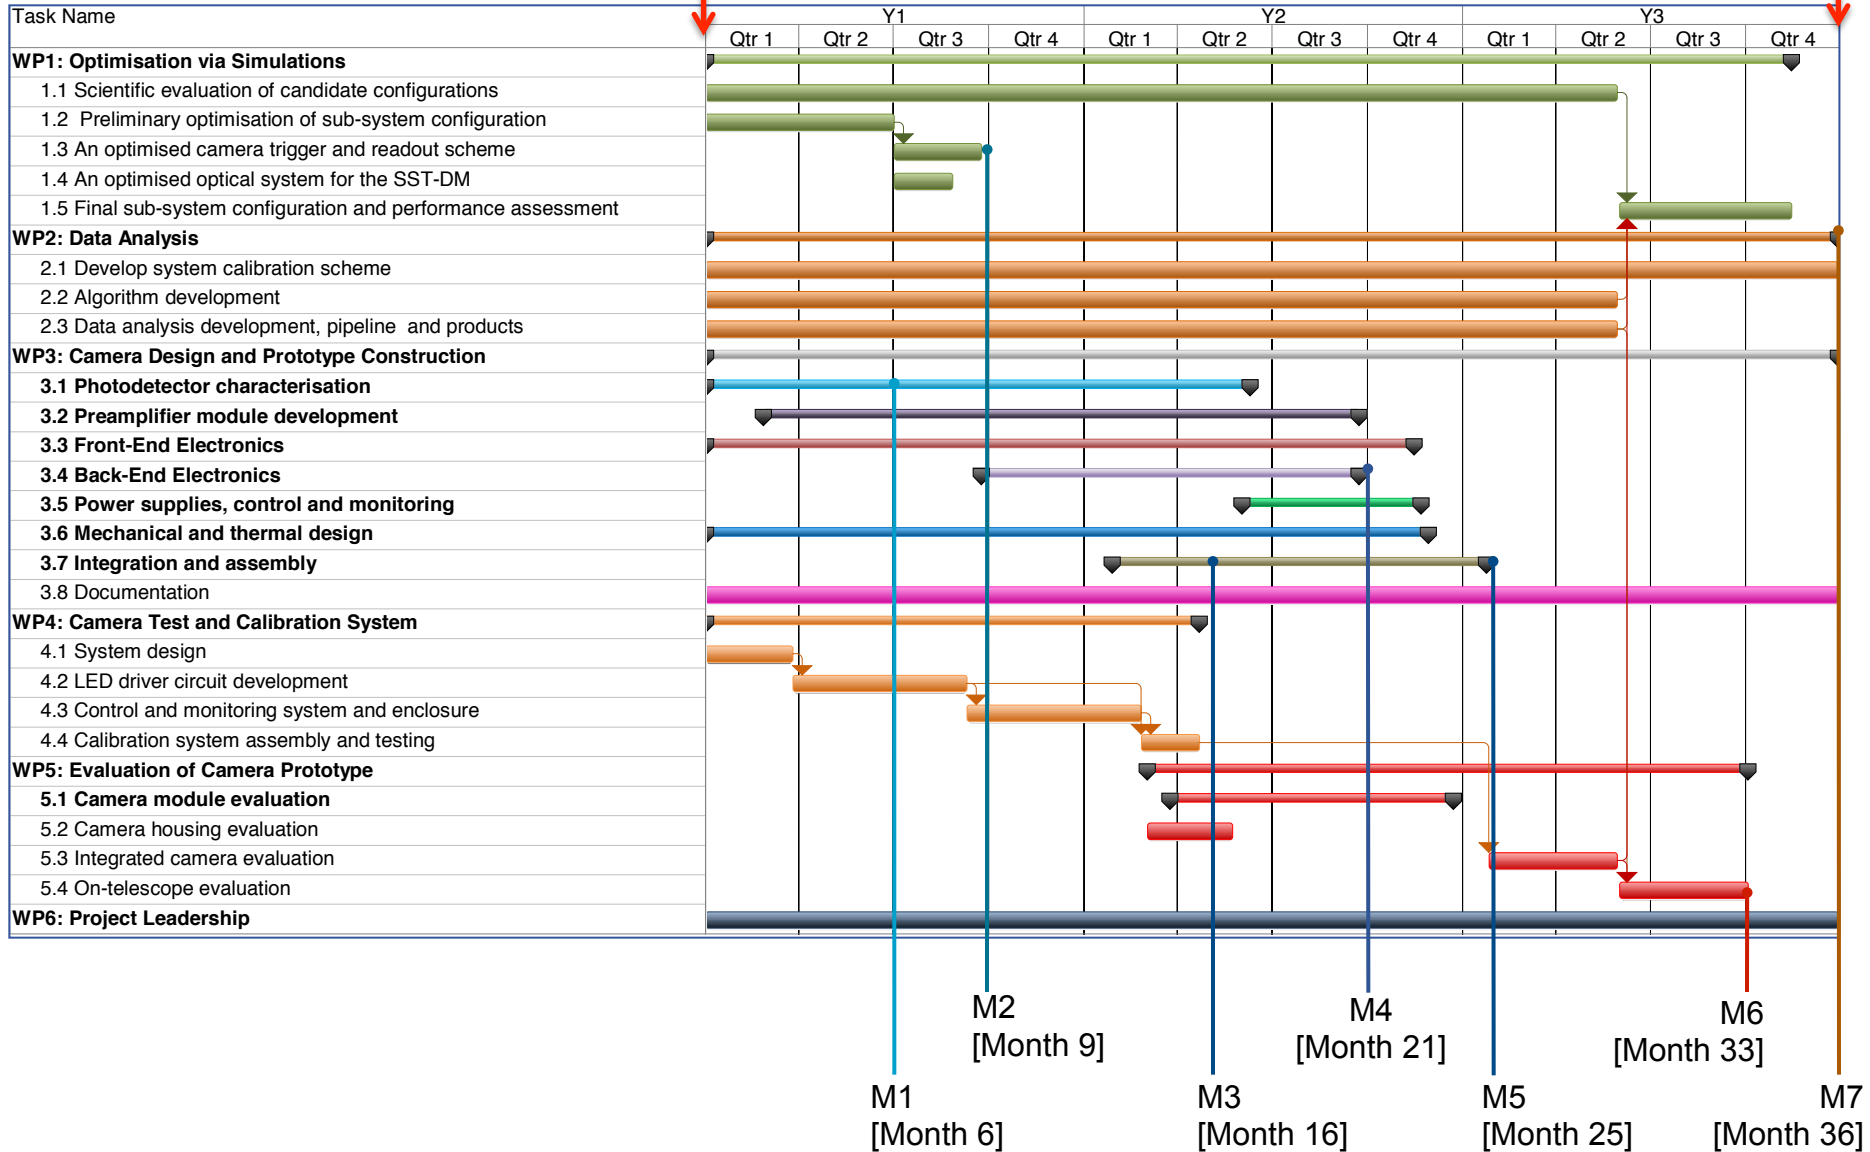 Task Name Y1 Y2 Y3
Qtr 1 Qtr 2 Qtr 3 Qtr 4 Qtr 1 Qtr 2 Qtr 3 Qtr 4 Qtr 1 Qtr 2 Qtr 3 Qtr 4
WP1: Optimisation via Simulations
1.1 Scientific evaluation of candidate configurations
1.2 Preliminary optimisation of sub-system configuration
1.3 An optimised camera trigger and readout scheme
1.4 An optimised optical system for the SST-DM
1.5 Final sub-system configuration and performance assessment
WP2: Data Analysis
2.1 Develop system calibration scheme
2.2 Algorithm development
2.3 Data analysis development, pipeline and products
WP3: Camera Design and Prototype Construction
3.1 Photodetector characterisation
3.2 Preamplifier module development
3.3 Front-End Electronics
3.4 Back-End Electronics
3.5 Power supplies, control and monitoring
3.6 Mechanical and thermal design
3.7 Integration and assembly
3.8 Documentation
WP4: Camera Test and Calibration System
4.1 System design
4.2 LED driver circuit development
4.3 Control and monitoring system and enclosure
4.4 Calibration system assembly and testing
WP5: Evaluation of Camera Prototype
5.1 Camera module evaluation
5.2 Camera housing evaluation
5.3 Integrated camera evaluation
5.4 On-telescope evaluation
WP6: Project Leadership
M2 M4 M6
[Month 9] [Month 21] [Month 33]
M1 M3 M5 M7
[Month 6] [Month 16] [Month 25] [Month 36]